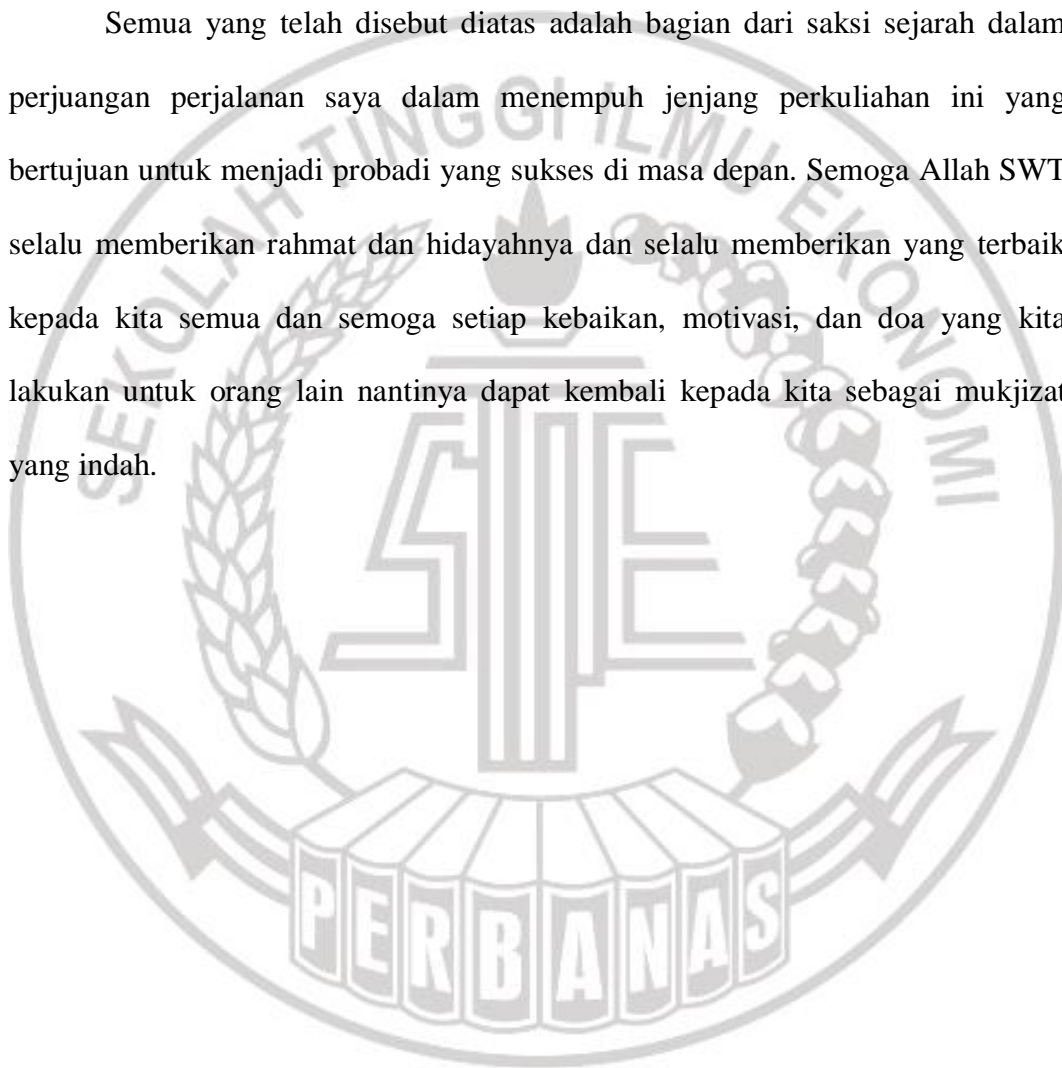 Semua yang telah disebut diatas adalah bagian dari saksi sejarah dalam
perjuangan perjalanan saya dalam menempuh jenjang perkuliahan ini yang
bertujuan untuk menjadi probadi yang sukses di masa depan. Semoga Allah SWT
selalu memberikan rahmat dan hidayahnya dan selalu memberikan yang terbaik
kepada kita semua dan semoga setiap kebaikan, motivasi, dan doa yang kita
lakukan untuk orang lain nantinya dapat kembali kepada kita sebagai mukjizat
yang indah.
SEKOLAH TINGGI ILMU EKONOMI
PERBANAS